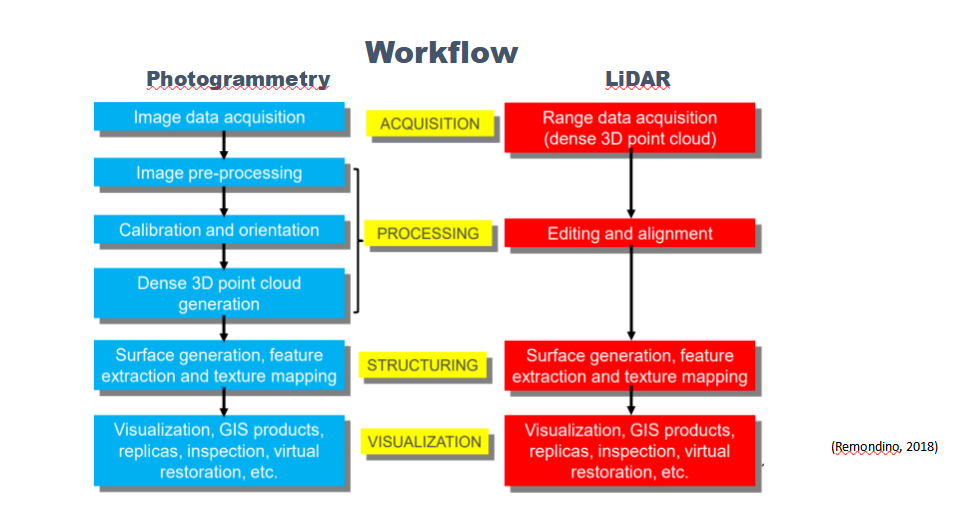 Workflow
Photogrammetry
LiDAR
Image data acquisition
ACQUISITION
Range data acquisition
(dense 3D point cloud)
Image pre-processing
Calibration and orientation
PROCESSING
Editing and alignment
Dense 3D point cloud
generation
Surface generation, feature
extraction and texture mapping
STRUCTURING
Surface generation, feature
extraction and texture mapping
Visualization, GIS products,
replicas, inspection, virtual
restoration, etc.
VISUALIZATION
Visualization, GIS products,
replicas, inspection, virtual
restoration, etc.
(Remondino, 2018)